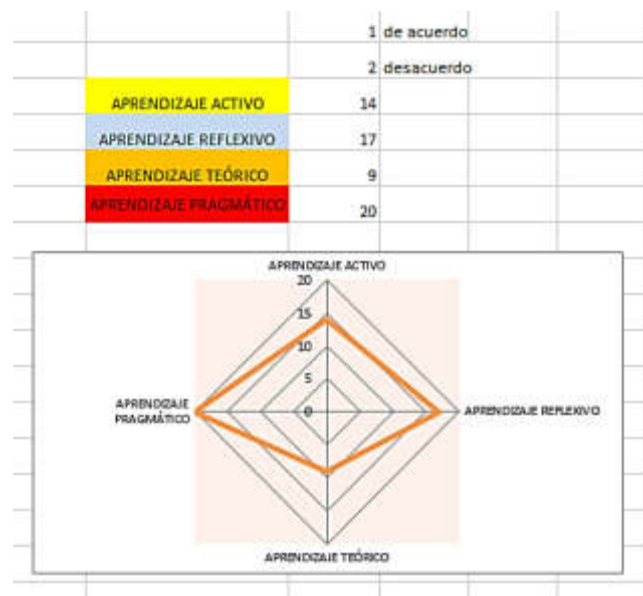 1 de acuerdo
2 desacuerdo
APRENDIZAJE ACTIVO 14
APRENDIZAJE REFLEXIVO 17
APRENDIZAJE TEÓRICO 9
APRENDIZAJE PRAGMÁTICO 20
APRENDIZAJE ACTIVO
20
15
10
5
0
APRENDIZAJE
PRAGMÁTICO
APRENDIZAJE REFLEXIVO
APRENDIZAJE TEÓRICO